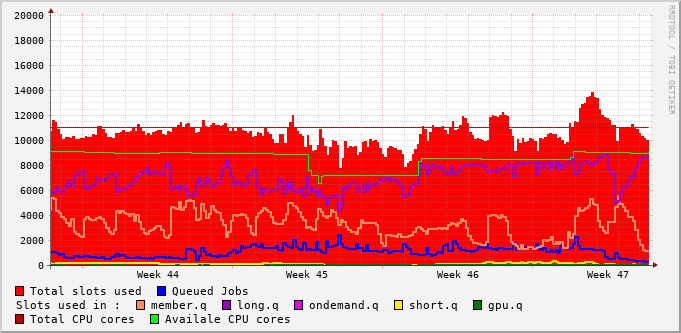 20000
18000
16000
14000
12000
10000
8000
6000
4000
2000
0
Week 44 Week 45 Week 46 Week 47
RRDTOOL / TOBI OETIKER
Total slots used Queued Jobs
Slots used in : member.q long.q ondemand.q short.q gpu.q
Total CPU cores Availale CPU cores